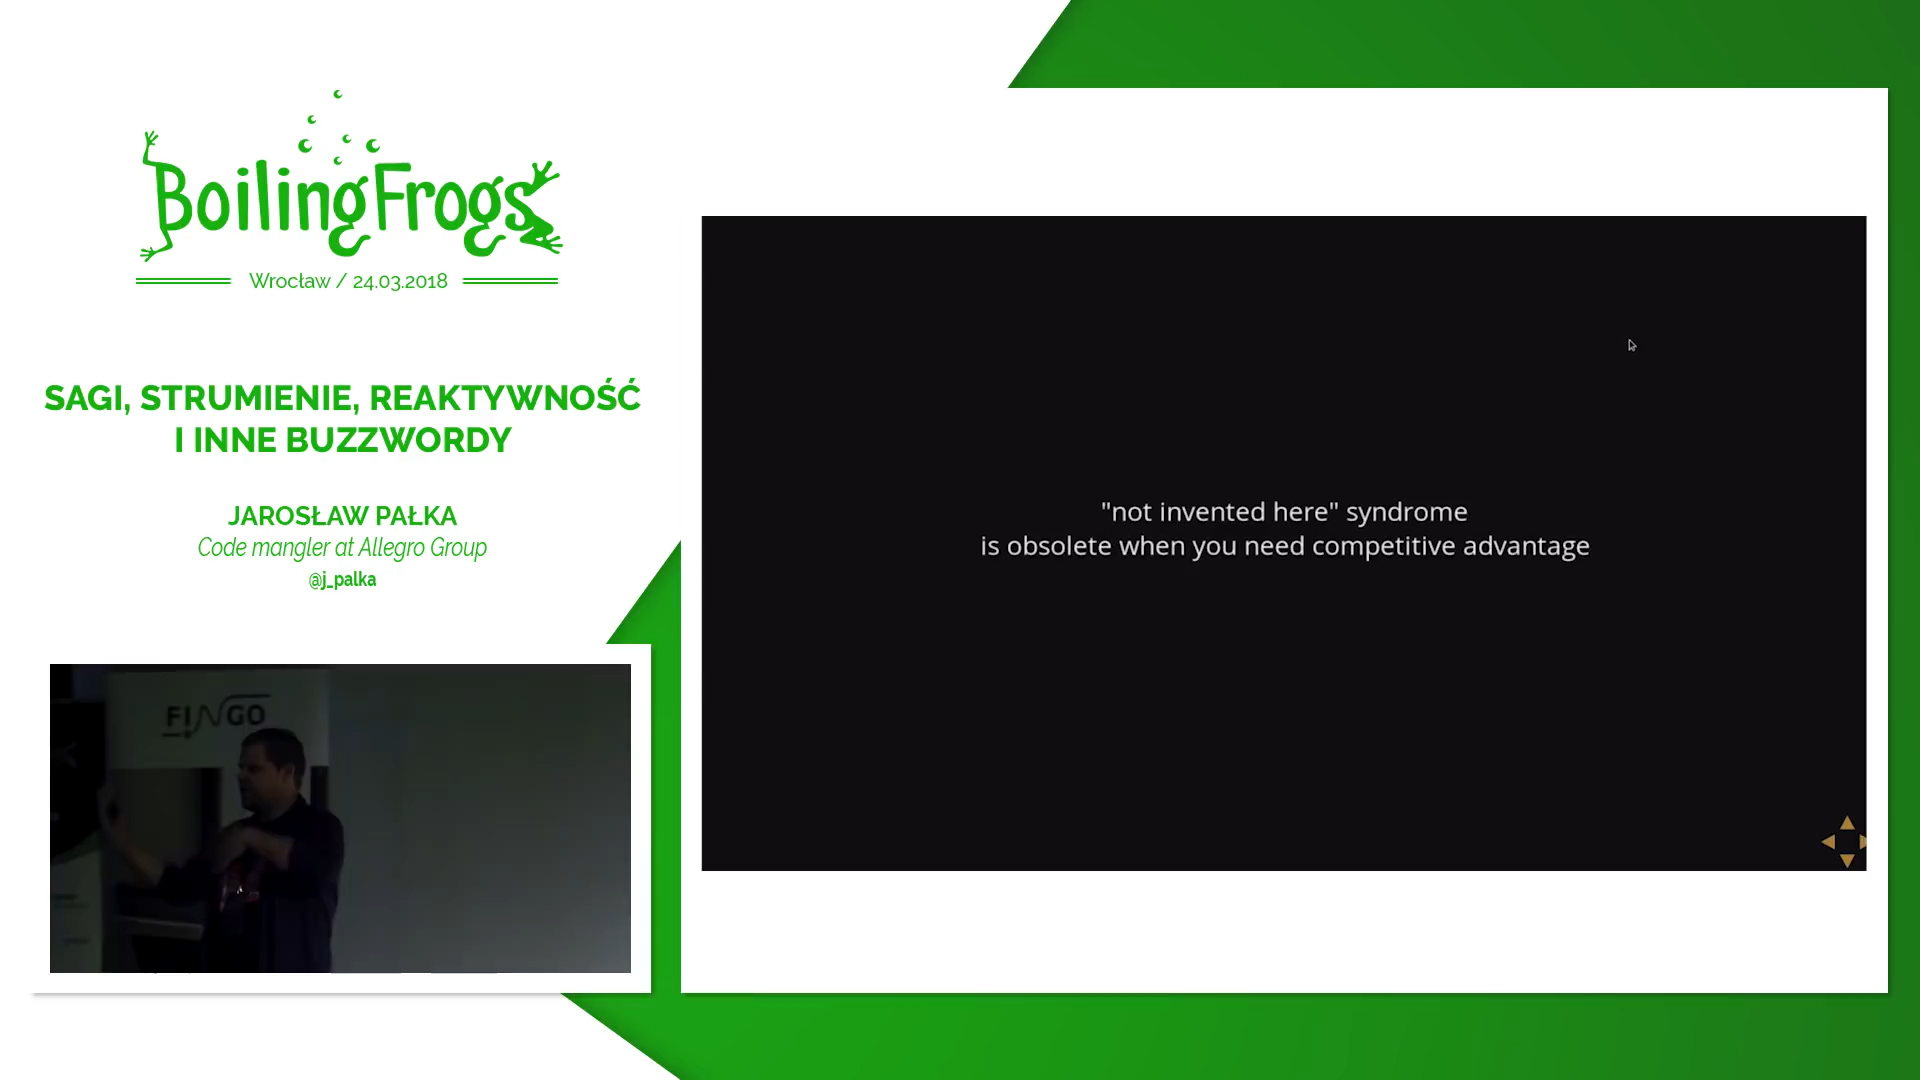 BoilingFrogs
Wrocław / 24.03.2018
SAGI, STRUMIENIE, REAKTYWNOŚĆ
I INNE BUZZWORDY
JAROSŁAW PAŁKA
Code mangler at Allegro Group
@j_palka
FINGO
"not invented here" syndrome
is obsolete when you need competitive advantage